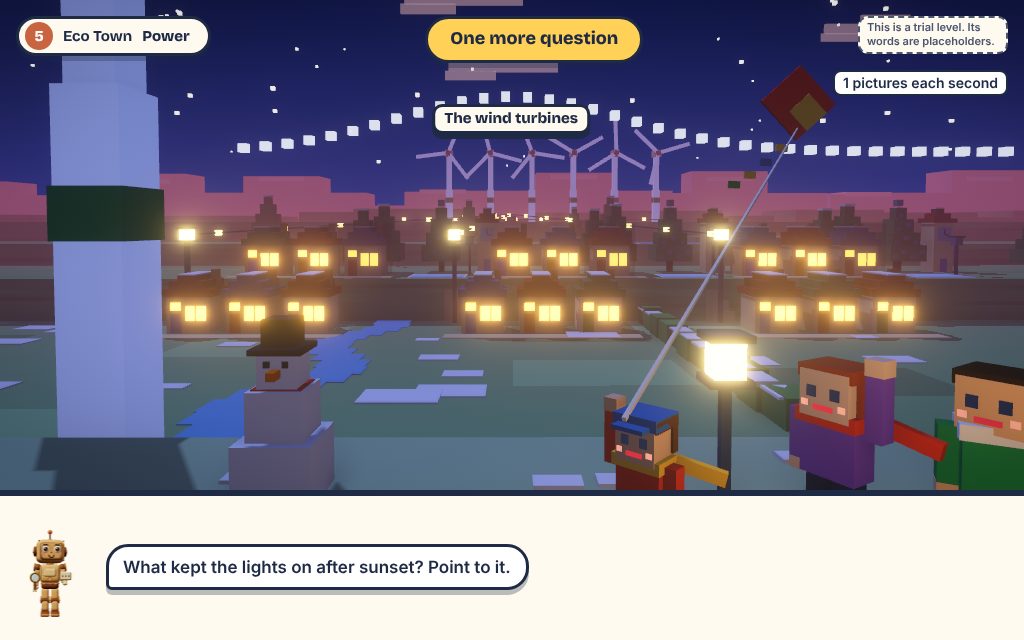 5 Eco Town Power
One more question
This is a trial level. Its
words are placeholders.
1 pictures each second
The wind turbines
What kept the lights on after sunset? Point to it.